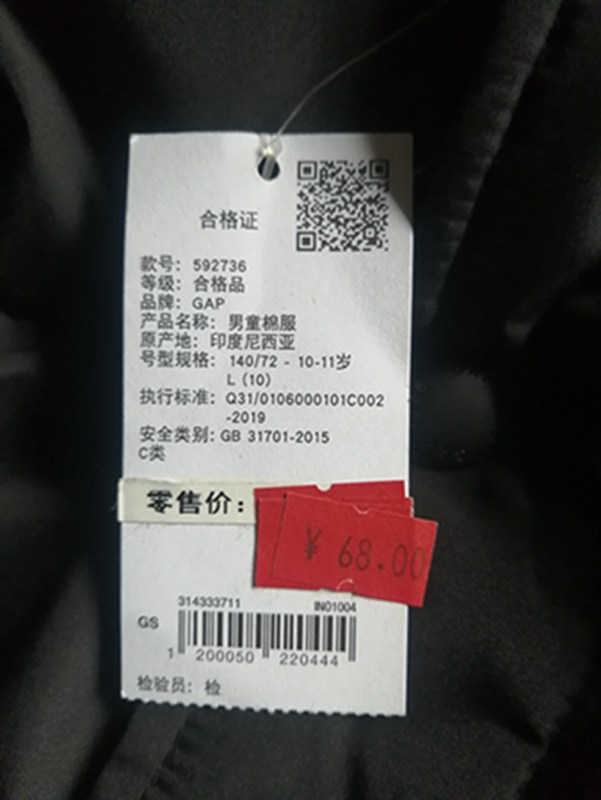 合格证
款号: 592736
等级: 合格品
品牌: GAP
产品名称: 男童棉服
原产地: 印度尼西亚
号型规格: 140/72 - 10-11岁
L (10)
执行标准: Q31/0106000101C002
-2019
安全类别: GB 31701-2015
C类
零售价:
¥ 68.00
314333711 IN01004
GS
1 200050 220444
检验员: 检